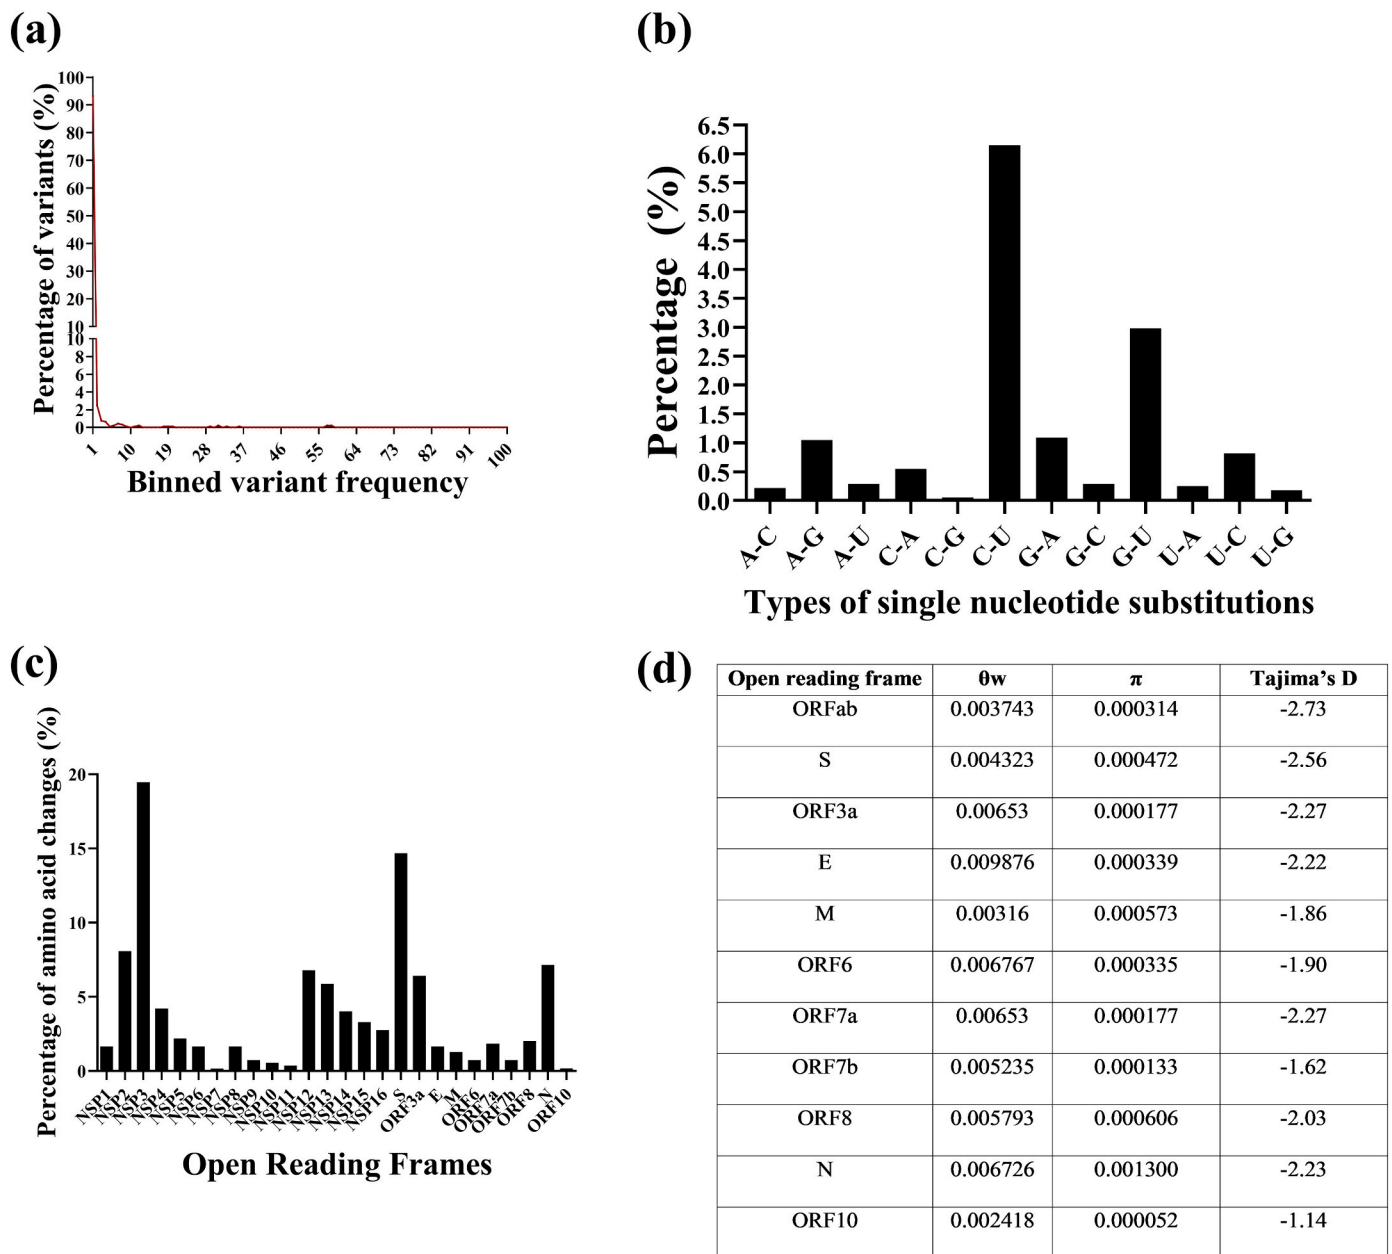 (a)
Percentage of variants (%)
100
90
80
70
60
50
40
30
20
10
10
8
6
4
2
0
1 10 19 28 37 46 55 64 73 82 91 100
Binned variant frequency
(b)
Percentage (%)
6.5
6.0
5.5
5.0
4.5
4.0
3.5
3.0
2.5
2.0
1.5
1.0
0.5
0.0
A-C A-G A-U C-A C-G C-U G-A G-C G-U U-A U-C U-G
Types of single nucleotide substitutions
(c)
Percentage of amino acid changes (%)
20
15
10
5
0
NSP1 NSP2 NSP3 NSP4 NSP5 NSP6 NSP7 NSP8 NSP9 NSP10 NSP11 NSP12 NSP13 NSP14 NSP15 NSP16 S ORF3a E M ORF6 ORF7a ORF7b ORF8 N ORF10
Open Reading Frames
(d)
Open reading frame θw π Tajima's D
ORFab 0.003743 0.000314 -2.73
S 0.004323 0.000472 -2.56
ORF3a 0.00653 0.000177 -2.27
E 0.009876 0.000339 -2.22
M 0.00316 0.000573 -1.86
ORF6 0.006767 0.000335 -1.90
ORF7a 0.00653 0.000177 -2.27
ORF7b 0.005235 0.000133 -1.62
ORF8 0.005793 0.000606 -2.03
N 0.006726 0.001300 -2.23
ORF10 0.002418 0.000052 -1.14